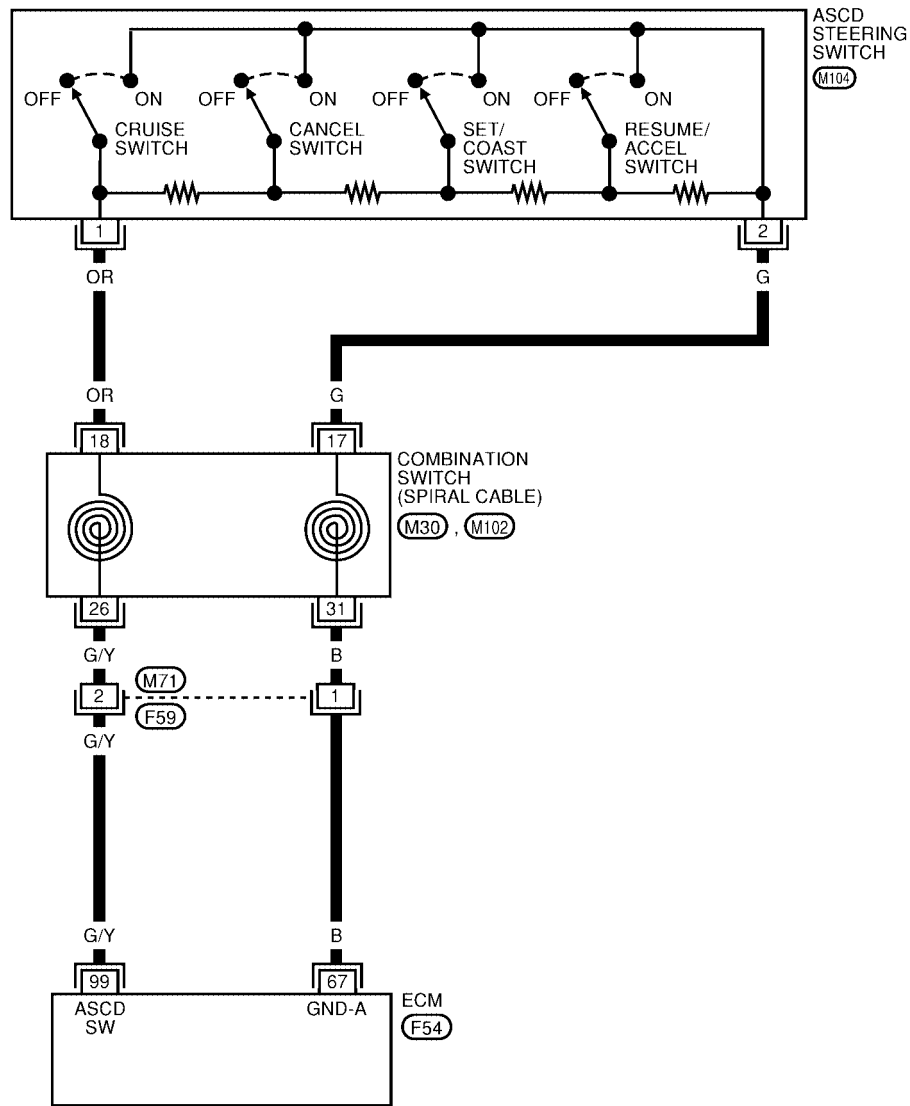 ASCD
STEERING
SWITCH
M104
OFF
ON
OFF
ON
OFF
ON
OFF
ON
CRUISE
SWITCH
CANCEL
SWITCH
SET/
COAST
SWITCH
RESUME/
ACCEL
SWITCH
1
2
OR
G
OR
G
18
17
COMBINATION
SWITCH
(SPIRAL CABLE)
M30 , M102
26
31
G/Y
B
M71
2
1
F59
G/Y
G/Y
B
99
67
ASCD
SW
GND-A
ECM
F54